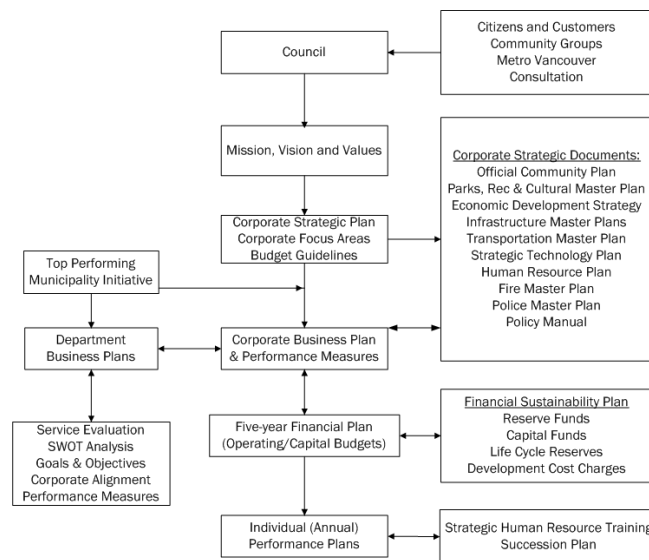 Citizens and Customers
Community Groups
Metro Vancouver
Consultation
Council
Mission, Vision and Values
Corporate Strategic Documents:
Official Community Plan
Parks, Rec & Cultural Master Plan
Economic Development Strategy
Infrastructure Master Plans
Transportation Master Plan
Strategic Technology Plan
Human Resource Plan
Fire Master Plan
Police Master Plan
Policy Manual
Corporate Strategic Plan
Corporate Focus Areas
Budget Guidelines
Top Performing
Municipality Initiative
Department
Business Plans
Corporate Business Plan
& Performance Measures
Service Evaluation
SWOT Analysis
Goals & Objectives
Corporate Alignment
Performance Measures
Five-year Financial Plan
(Operating/Capital Budgets)
Financial Sustainability Plan
Reserve Funds
Capital Funds
Life Cycle Reserves
Development Cost Charges
Individual (Annual)
Performance Plans
Strategic Human Resource Training
Succession Plan